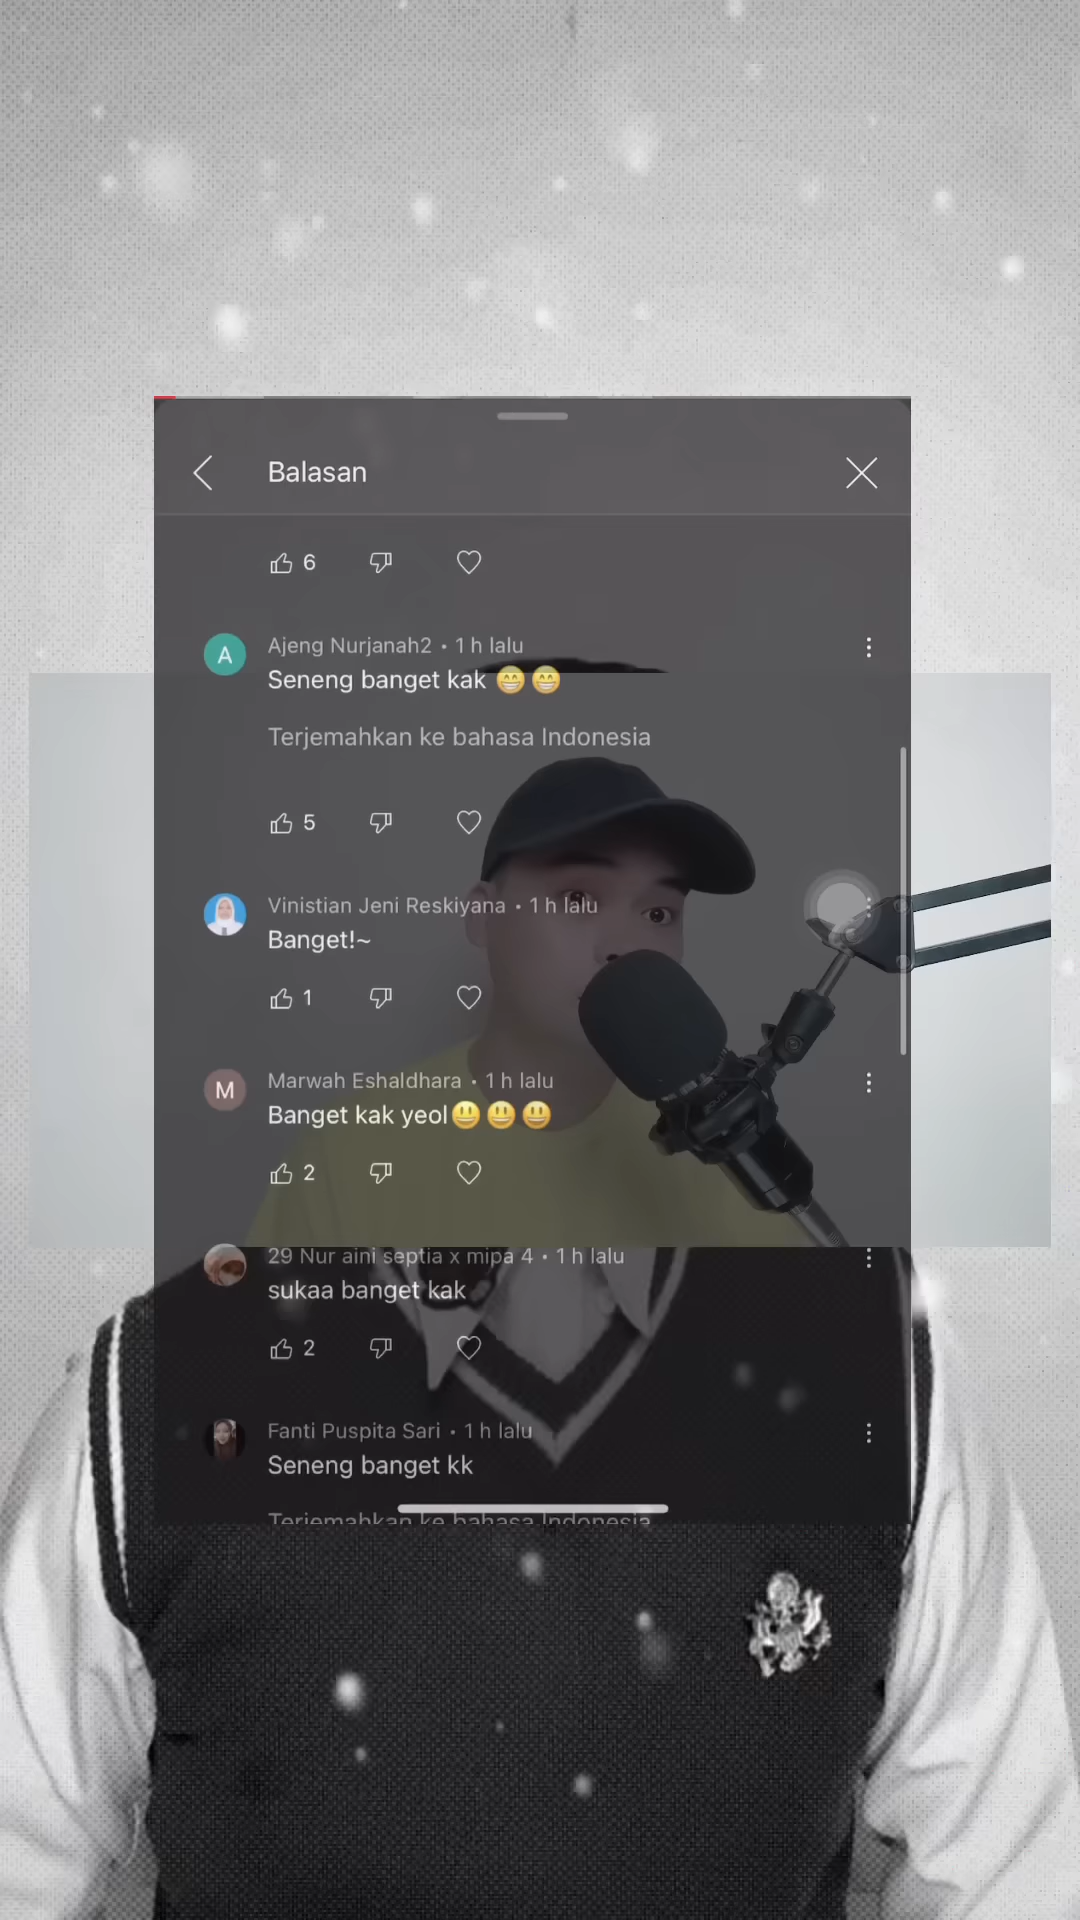 Balasan
6
Ajeng Nurjanah2 • 1 h lalu
Seneng banget kak 😁😁
Terjemahkan ke bahasa Indonesia
5
Vinistian Jeni Reskiyana • 1 h lalu
Banget!~
1
M
Marwah Eshaldhara • 1 h lalu
Banget kak yeol😃😃😃
2
29 Nur aini septia x mipa 4 • 1 h lalu
sukaa banget kak
2
Fanti Puspita Sari • 1 h lalu
Seneng banget kk
Terjemahkan ke bahasa Indonesia